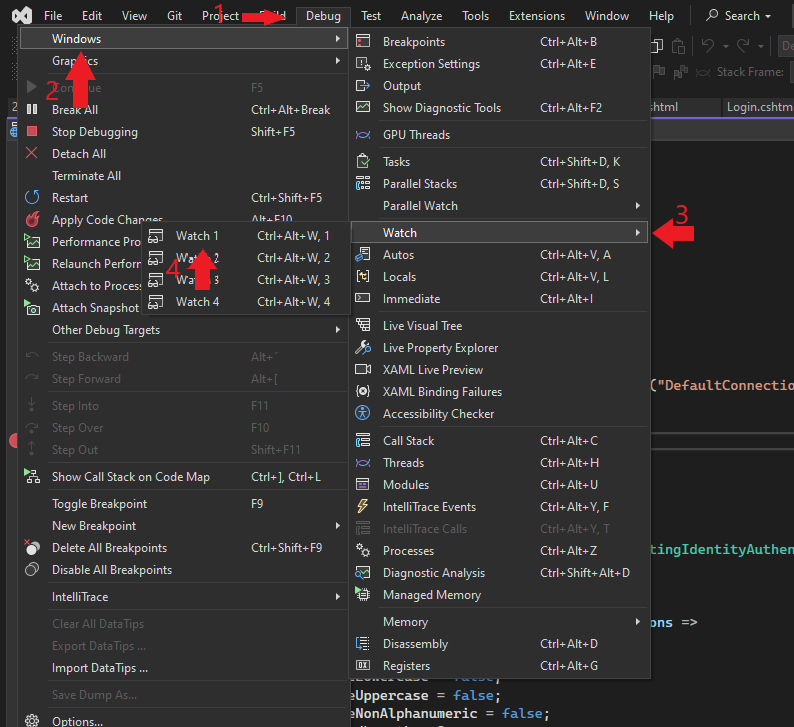 File Edit View Git Project Build Debug Test Analyze Tools Extensions Window Help Search
1
Windows
Graphics
2
Continue F5
Break All Ctrl+Alt+Break
Stop Debugging Shift+F5
Detach All
Terminate All
Restart Ctrl+Shift+F5
Apply Code Changes Alt+F10
Performance Pro
Relaunch Perforn
Attach to Process
Attach Snapshot
Other Debug Targets
Step Backward Alt+´
Step Forward Alt+[
Step Into F11
Step Over F10
Step Out Shift+F11
Show Call Stack on Code Map Ctrl+], Ctrl+L
Toggle Breakpoint F9
New Breakpoint
Delete All Breakpoints Ctrl+Shift+F9
Disable All Breakpoints
IntelliTrace
Clear All DataTips
Export DataTips ...
Import DataTips ...
Save Dump As...
Options...
Breakpoints Ctrl+Alt+B
Exception Settings Ctrl+Alt+E
Output
Show Diagnostic Tools Ctrl+Alt+F2
GPU Threads
Tasks Ctrl+Shift+D, K
Parallel Stacks Ctrl+Shift+D, S
Parallel Watch
Watch
3
Autos Ctrl+Alt+V, A
Locals Ctrl+Alt+V, L
Immediate Ctrl+Alt+I
Live Visual Tree
Live Property Explorer
XAML Live Preview
XAML Binding Failures
Accessibility Checker
Call Stack Ctrl+Alt+C
Threads Ctrl+Alt+H
Modules Ctrl+Alt+U
IntelliTrace Events Ctrl+Alt+Y, F
IntelliTrace Calls Ctrl+Alt+Y, T
Processes Ctrl+Alt+Z
Diagnostic Analysis Ctrl+Shift+Alt+D
Managed Memory
Memory
Disassembly Ctrl+Alt+D
Registers Ctrl+Alt+G
Watch 1 Ctrl+Alt+W, 1
Watch 2 Ctrl+Alt+W, 2
4
Watch 3 Ctrl+Alt+W, 3
Watch 4 Ctrl+Alt+W, 4
De
Stack Frame:
2
shtml Login.cshtm
("DefaultConnectio
tingIdentityAuthen
ons =>
eLowercase = false;
eUppercase = false;
eNonAlphanumeric = false;